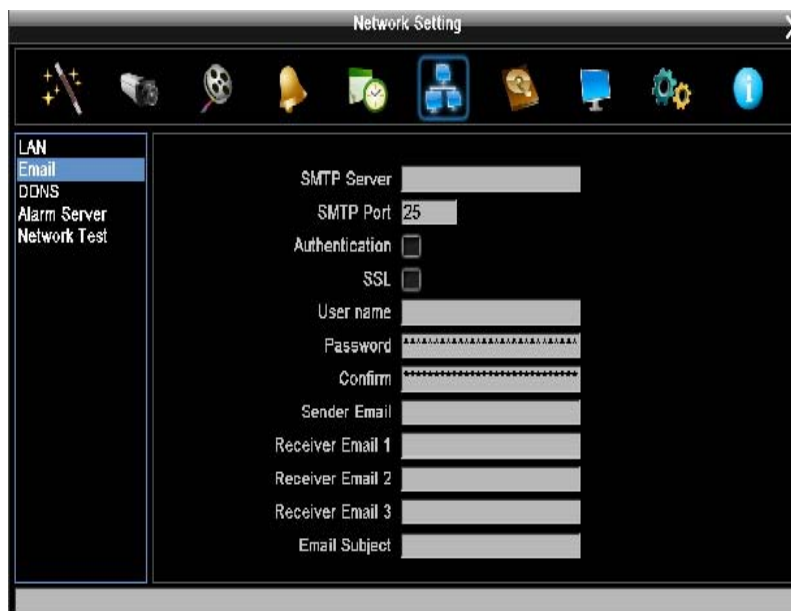 Network Setting
X
LAN
Email
DDNS
Alarm Server
Network Test
SMTP Server
SMTP Port 25
Authentication
SSL
User name
Password ****************************
Confirm ****************************
Sender Email
Receiver Email 1
Receiver Email 2
Receiver Email 3
Email Subject